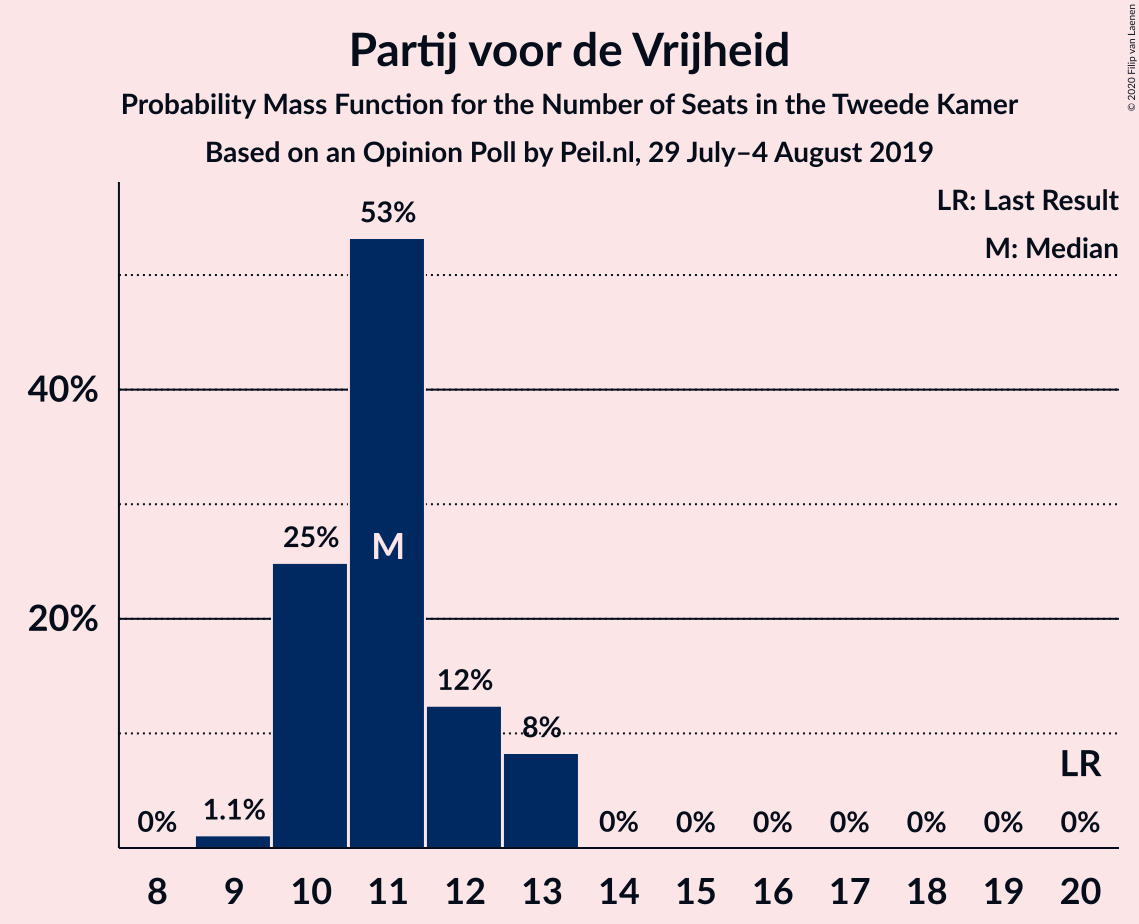 © 2020 Filip van Laenen
Partij voor de Vrijheid
Probability Mass Function for the Number of Seats in the Tweede Kamer
Based on an Opinion Poll by Peil.nl, 29 July–4 August 2019
LR: Last Result
M: Median
53%
40%
25%
M
20%
12%
8%
LR
0%
1.1%
0%
0%
0%
0%
0%
0%
0%
8 9 10 11 12 13 14 15 16 17 18 19 20